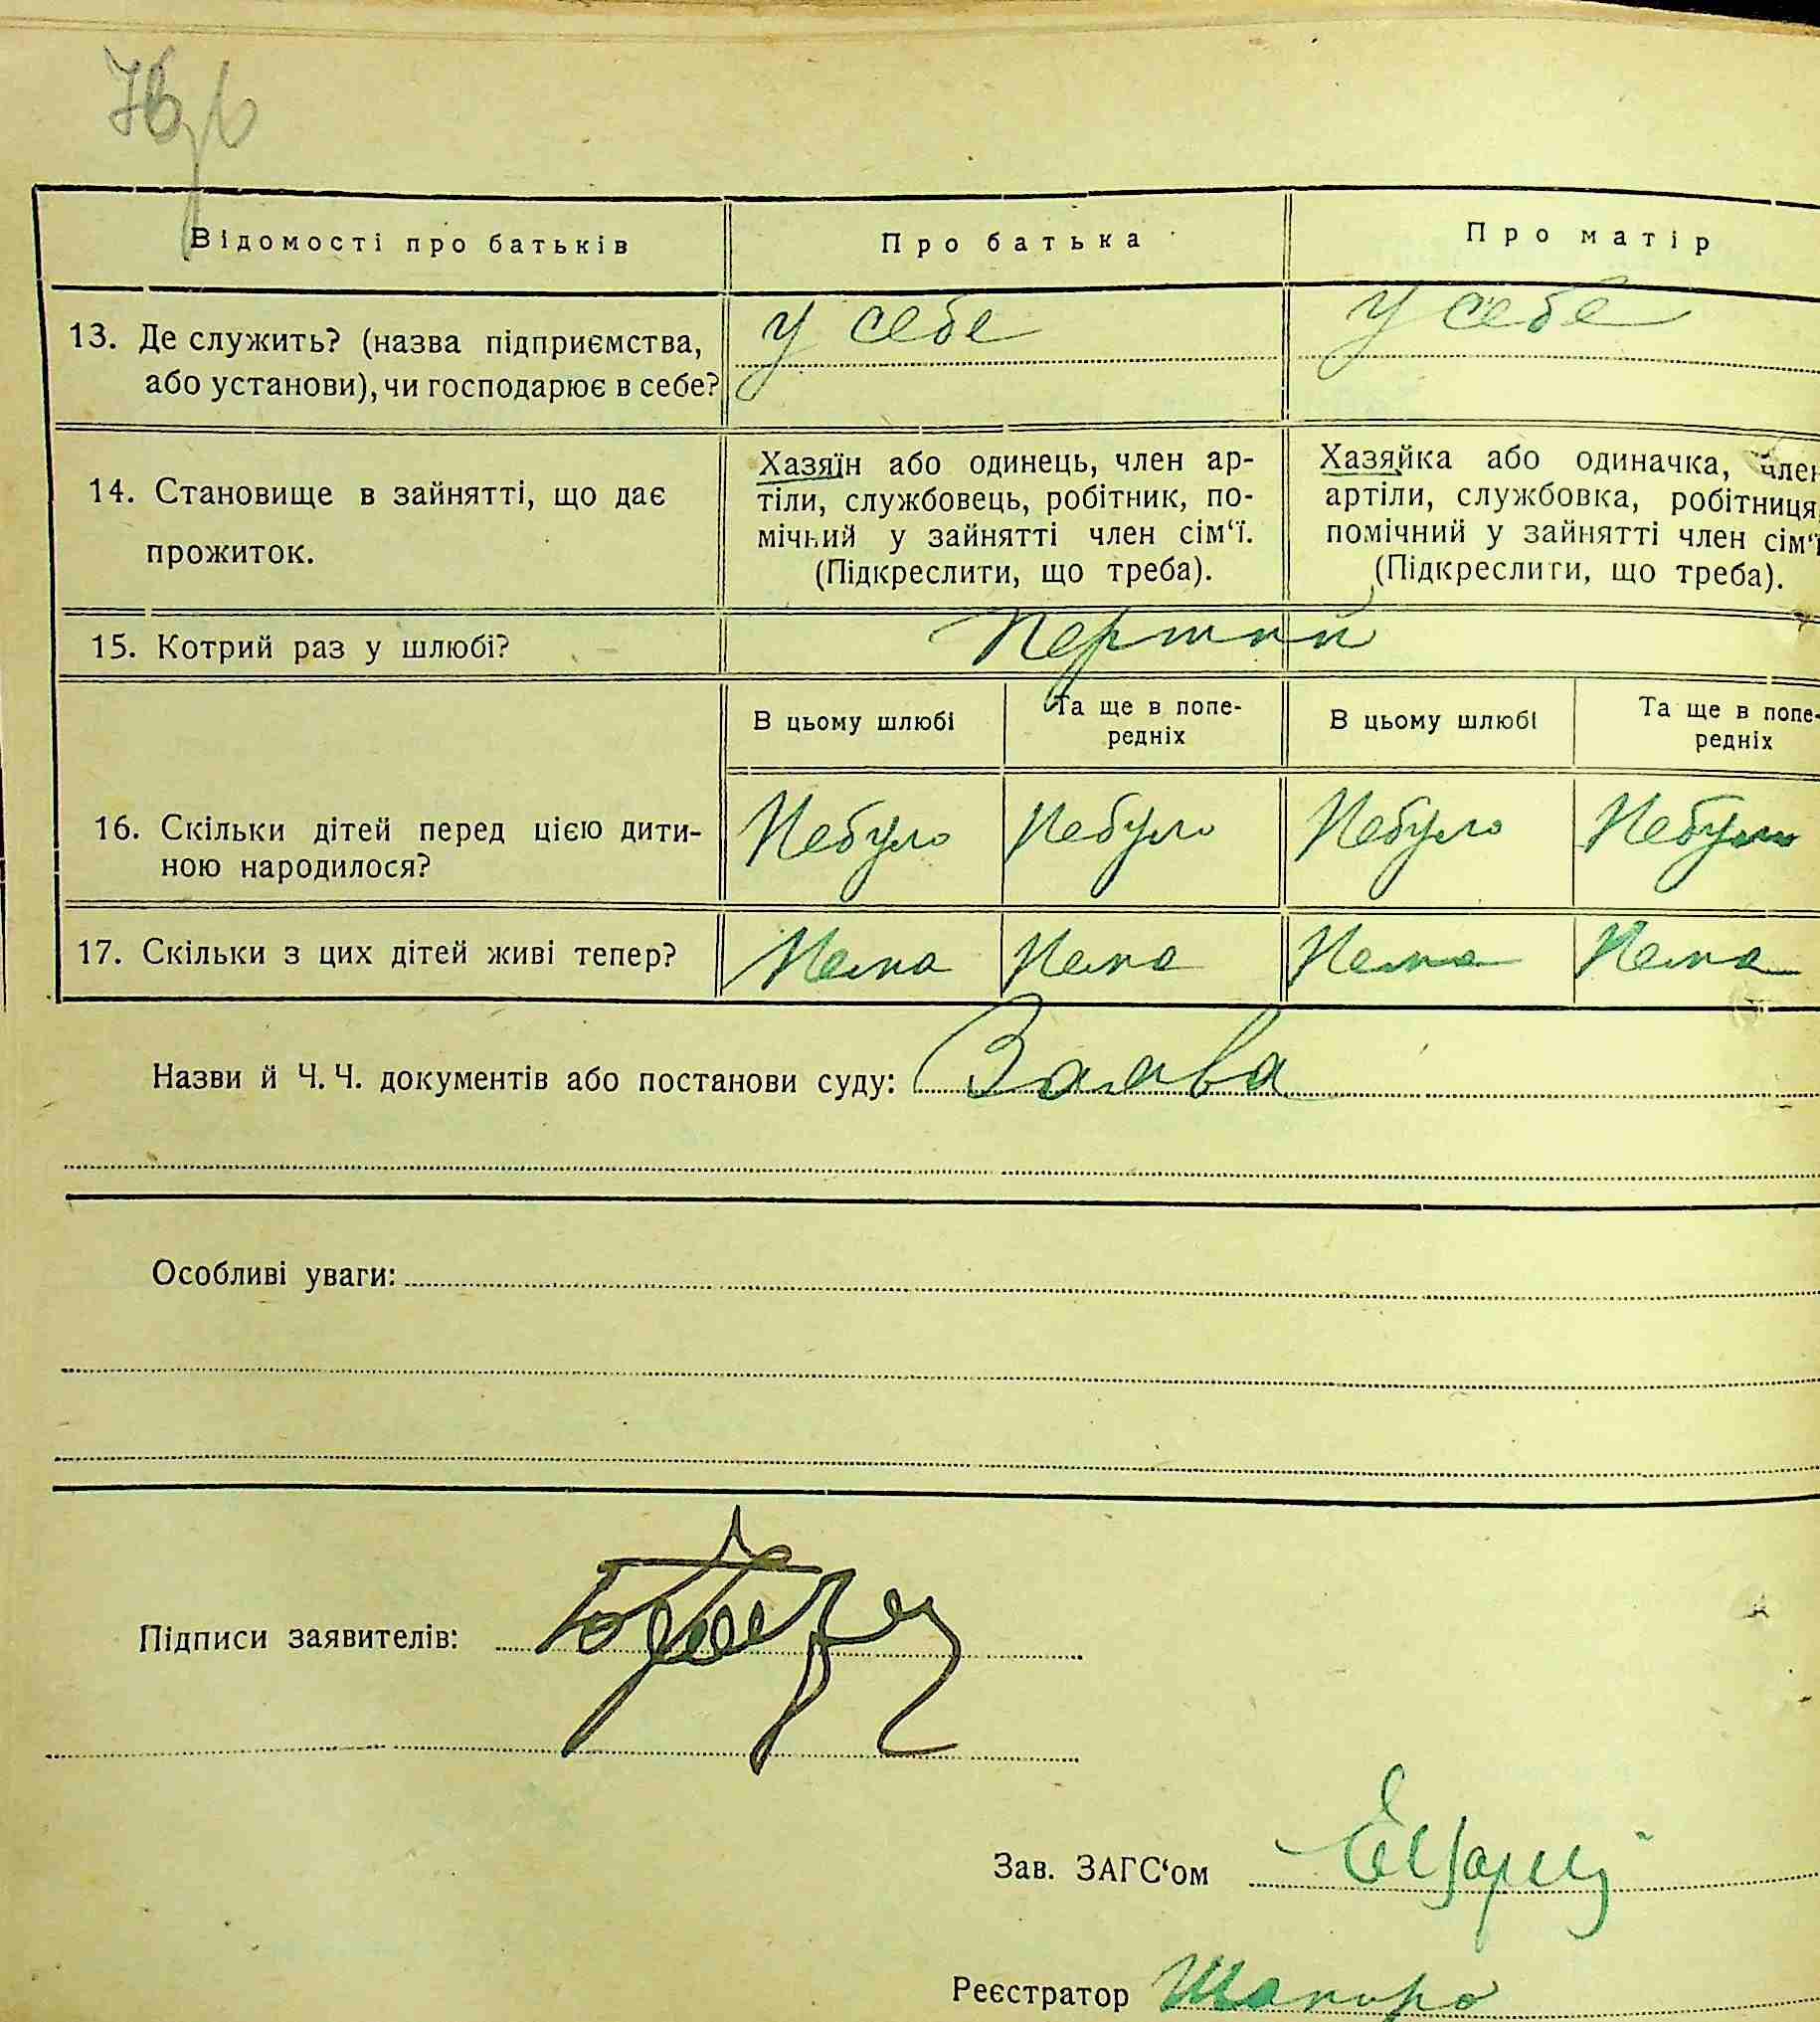 Відомості про батьків Про батька Про матір
13. Де служить? (назва підприємства, у себе у себе
або установи), чи господарює в себе?
Хазяїн або одинець, член ар- Хазяйка або одиначка, член
14. Становище в зайнятті, що дає тіли, службовець, робітник, по- артіли, службовка, робітниця,
мічний у зайнятті член сім‘ї. помічний у зайнятті член сім‘ї
прожиток. (Підкреслити, що треба). (Підкреслити, що треба).
15. Котрий раз у шлюбі? Перший
В цьому шлюбі Та ще в попе- В цьому шлюбі Та ще в попе-
редніх редніх
16. Скільки дітей перед цією дити- Небуло Небуло Небуло Небуло
ною народилося?
17. Скільки з цих дітей живі тепер? Нема Нема Нема Нема
Назви й Ч. Ч. документів або постанови суду: Заява
Особливі уваги:
Підписи заявителів:
Зав. ЗАГС‘ом
Реєстратор Шапиро